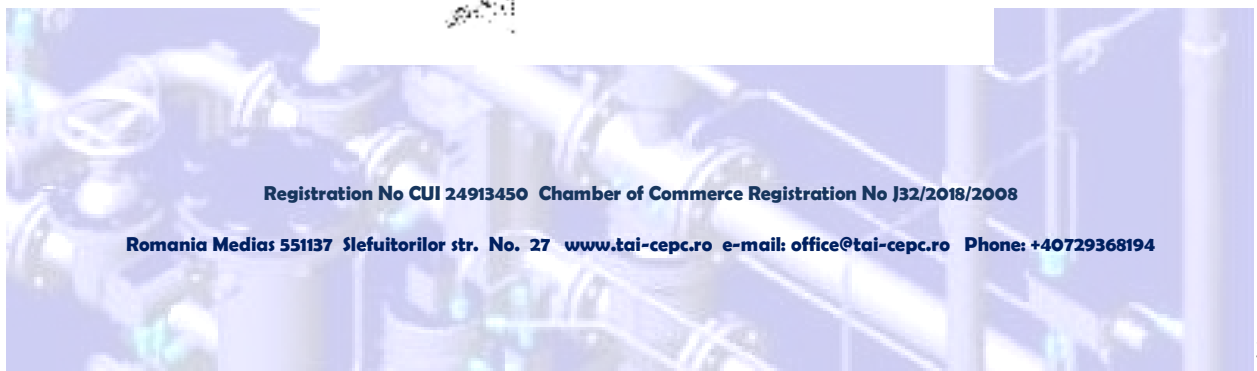 Registration No CUI 24913450 Chamber of Commerce Registration No J32/2018/2008
Romania Medias 551137 Slefuitorilor str. No. 27 www.tai-cepc.ro e-mail: office@tai-cepc.ro Phone: +40729368194